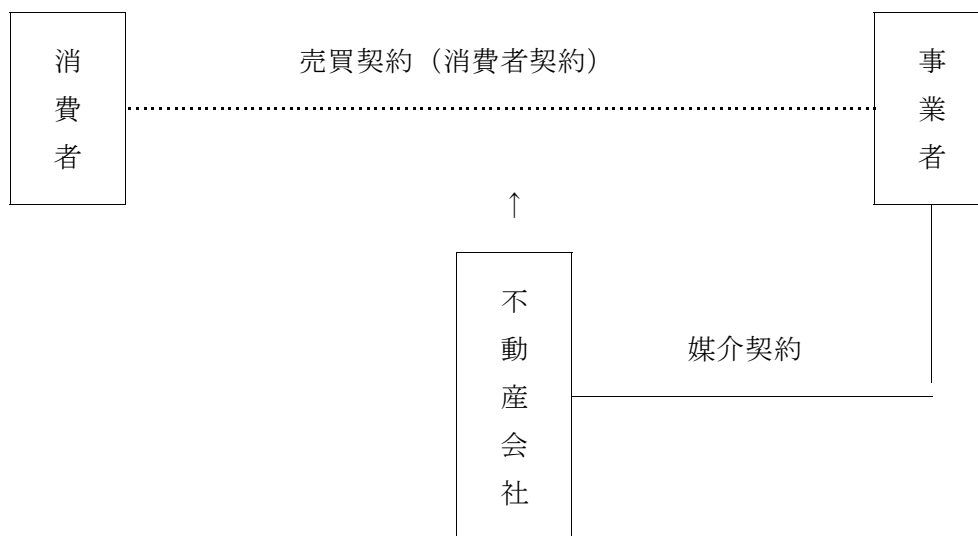 消費者
売買契約（消費者契約）
事業者
↑
不動産会社
媒介契約